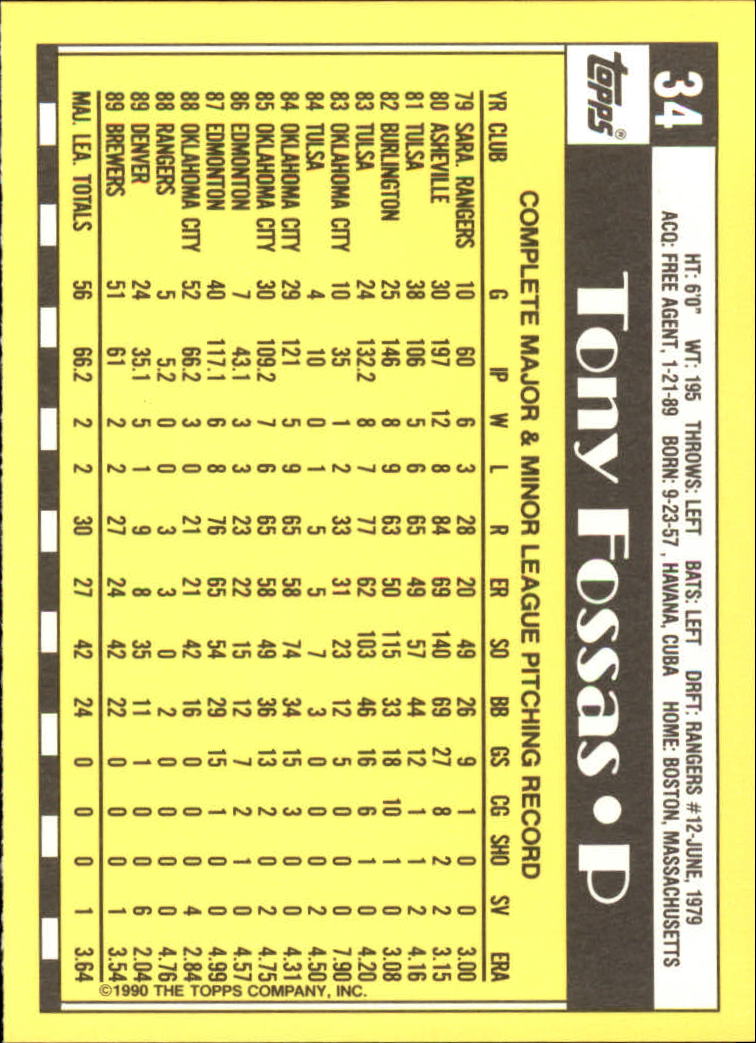 34
HT: 6'0" WT: 195 THROWS: LEFT BATS: LEFT DRFT: RANGERS #12-JUNE, 1979
ACQ: FREE AGENT, 1-21-89 BORN: 9-23-57, HAVANA, CUBA HOME: BOSTON, MASSACHUSETTS
topps®
Tony Fossas • P
COMPLETE MAJOR & MINOR LEAGUE PITCHING RECORD
YR CLUB G IP W L R ER SO BB GS CG SHO SV ERA
79 SARA. RANGERS 10 60 6 3 28 20 49 26 9 1 0 0 3.00
80 ASHEVILLE 30 197 12 8 84 69 140 69 27 8 2 2 3.15
81 TULSA 38 106 5 6 65 49 57 44 12 1 1 2 4.16
82 BURLINGTON 25 146 8 9 63 50 115 33 18 10 1 0 3.08
83 TULSA 24 132.2 8 7 77 62 103 46 16 6 1 0 4.20
83 OKLAHOMA CITY 10 35 1 2 33 31 23 12 5 0 0 0 7.90
84 TULSA 4 10 0 1 5 5 7 3 0 0 0 2 4.50
84 OKLAHOMA CITY 29 121 5 9 65 58 74 34 15 3 0 0 4.31
85 OKLAHOMA CITY 30 109.2 7 6 65 58 49 36 13 2 0 2 4.75
86 EDMONTON 7 43.1 3 3 23 22 15 12 7 2 1 0 4.57
87 EDMONTON 40 117.1 6 8 76 65 54 29 15 1 0 0 4.99
88 OKLAHOMA CITY 52 66.2 3 0 21 21 42 16 0 0 0 4 2.84
88 RANGERS 5 5.2 0 0 3 3 0 2 0 0 0 0 4.76
89 DENVER 24 35.1 5 1 9 8 35 11 1 0 0 6 2.04
89 BREWERS 51 61 2 2 27 24 42 22 0 0 0 1 3.54
MAJ. LEA. TOTALS 56 66.2 2 2 30 27 42 24 0 0 0 1 3.64
©1990 THE TOPPS COMPANY, INC.